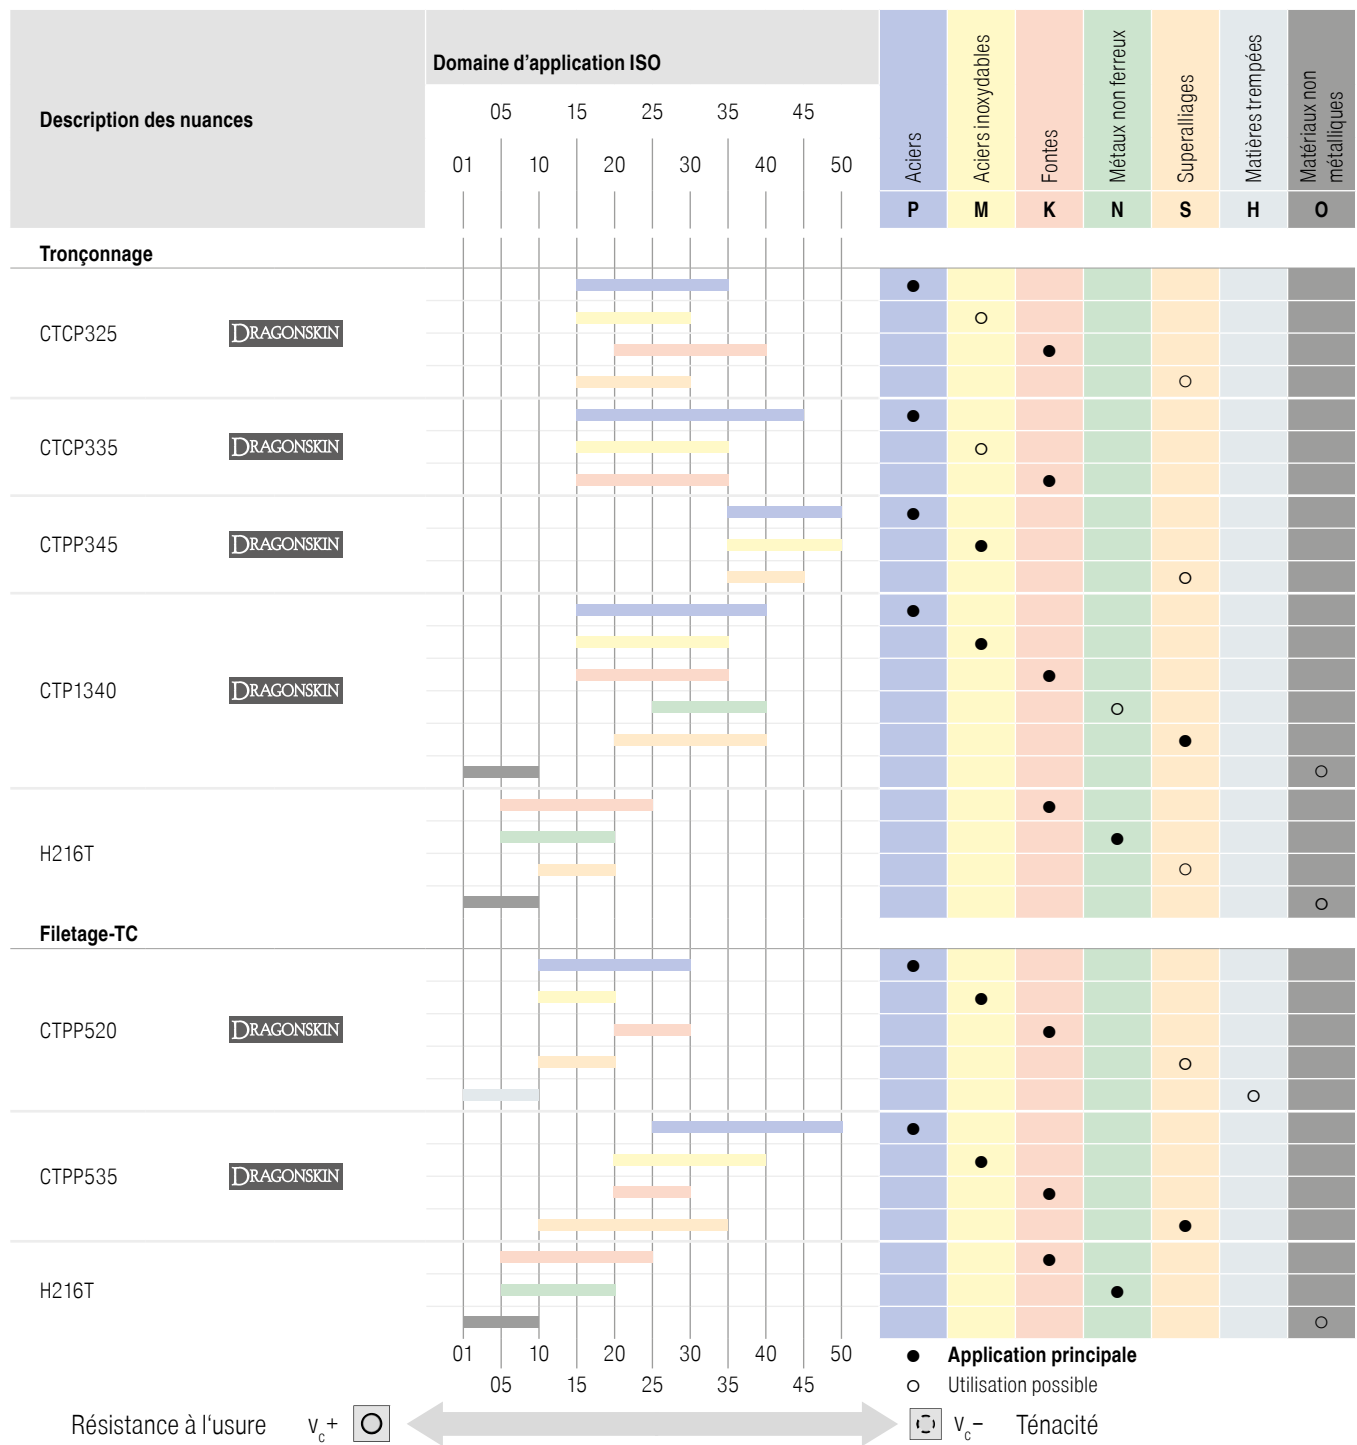 Description des nuances
Domaine d'application ISO
05 15 25 35 45
01 10 20 30 40 50
Aciers
Aciers inoxydables
Fontes
Métaux non ferreux
Superalliages
Matières trempées
Matériaux non métalliques
P M K N S H O
Tronçonnage
CTCP325 DRAGONSKIN
CTCP335 DRAGONSKIN
CTPP345 DRAGONSKIN
CTP1340 DRAGONSKIN
H216T
Filetage-TC
CTPP520 DRAGONSKIN
CTPP535 DRAGONSKIN
H216T
01 10 20 30 40 50
05 15 25 35 45
Application principale
Utilisation possible
Résistance à l‘usure vc+
vc– Ténacité